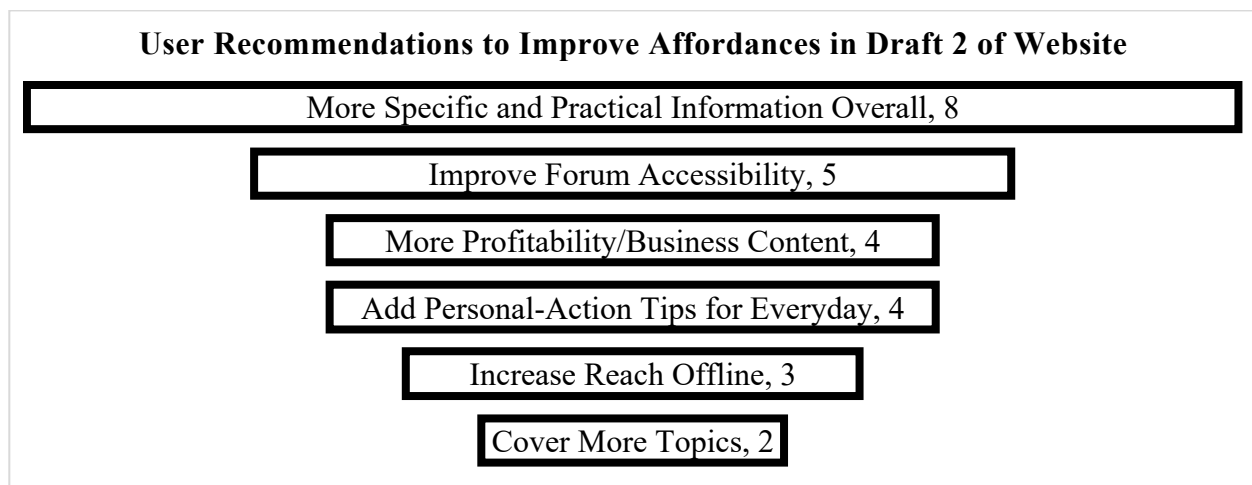 User Recommendations to Improve Affordances in Draft 2 of Website
More Specific and Practical Information Overall, 8
Improve Forum Accessibility, 5
More Profitability/Business Content, 4
Add Personal-Action Tips for Everyday, 4
Increase Reach Offline, 3
Cover More Topics, 2